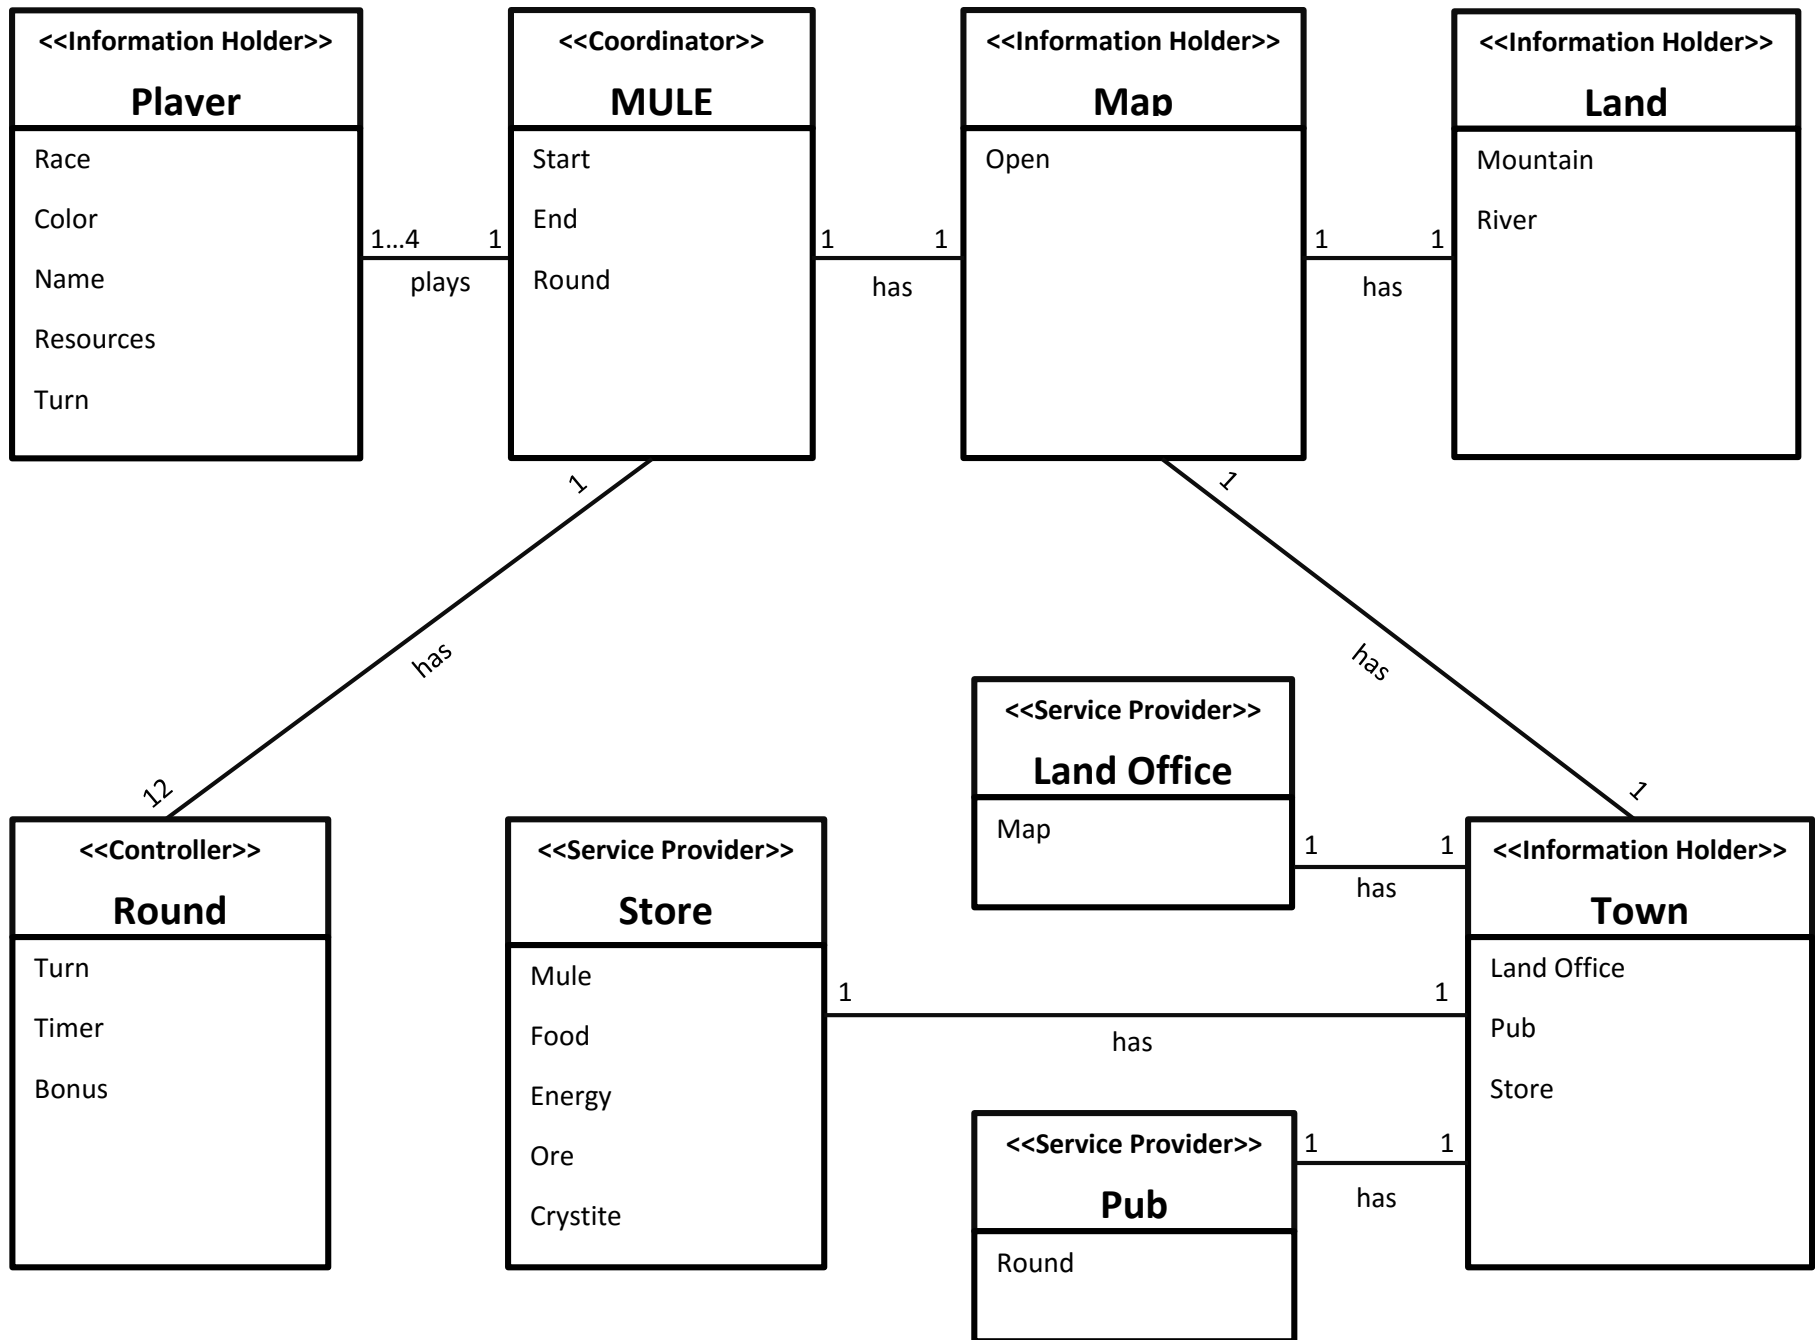 <<Information Holder>>
Player
Race
Color
Name
Resources
Turn
1...4
1
plays
<<Coordinator>>
MULE
Start
End
Round
1
1
has
<<Information Holder>>
Map
Open
1
1
has
<<Information Holder>>
Land
Mountain
River
1
has
12
1
has
1
<<Controller>>
Round
Turn
Timer
Bonus
<<Service Provider>>
Store
Mule
Food
Energy
Ore
Crystite
<<Service Provider>>
Land Office
Map
1
1
has
1
1
has
<<Service Provider>>
Pub
Round
1
1
has
<<Information Holder>>
Town
Land Office
Pub
Store